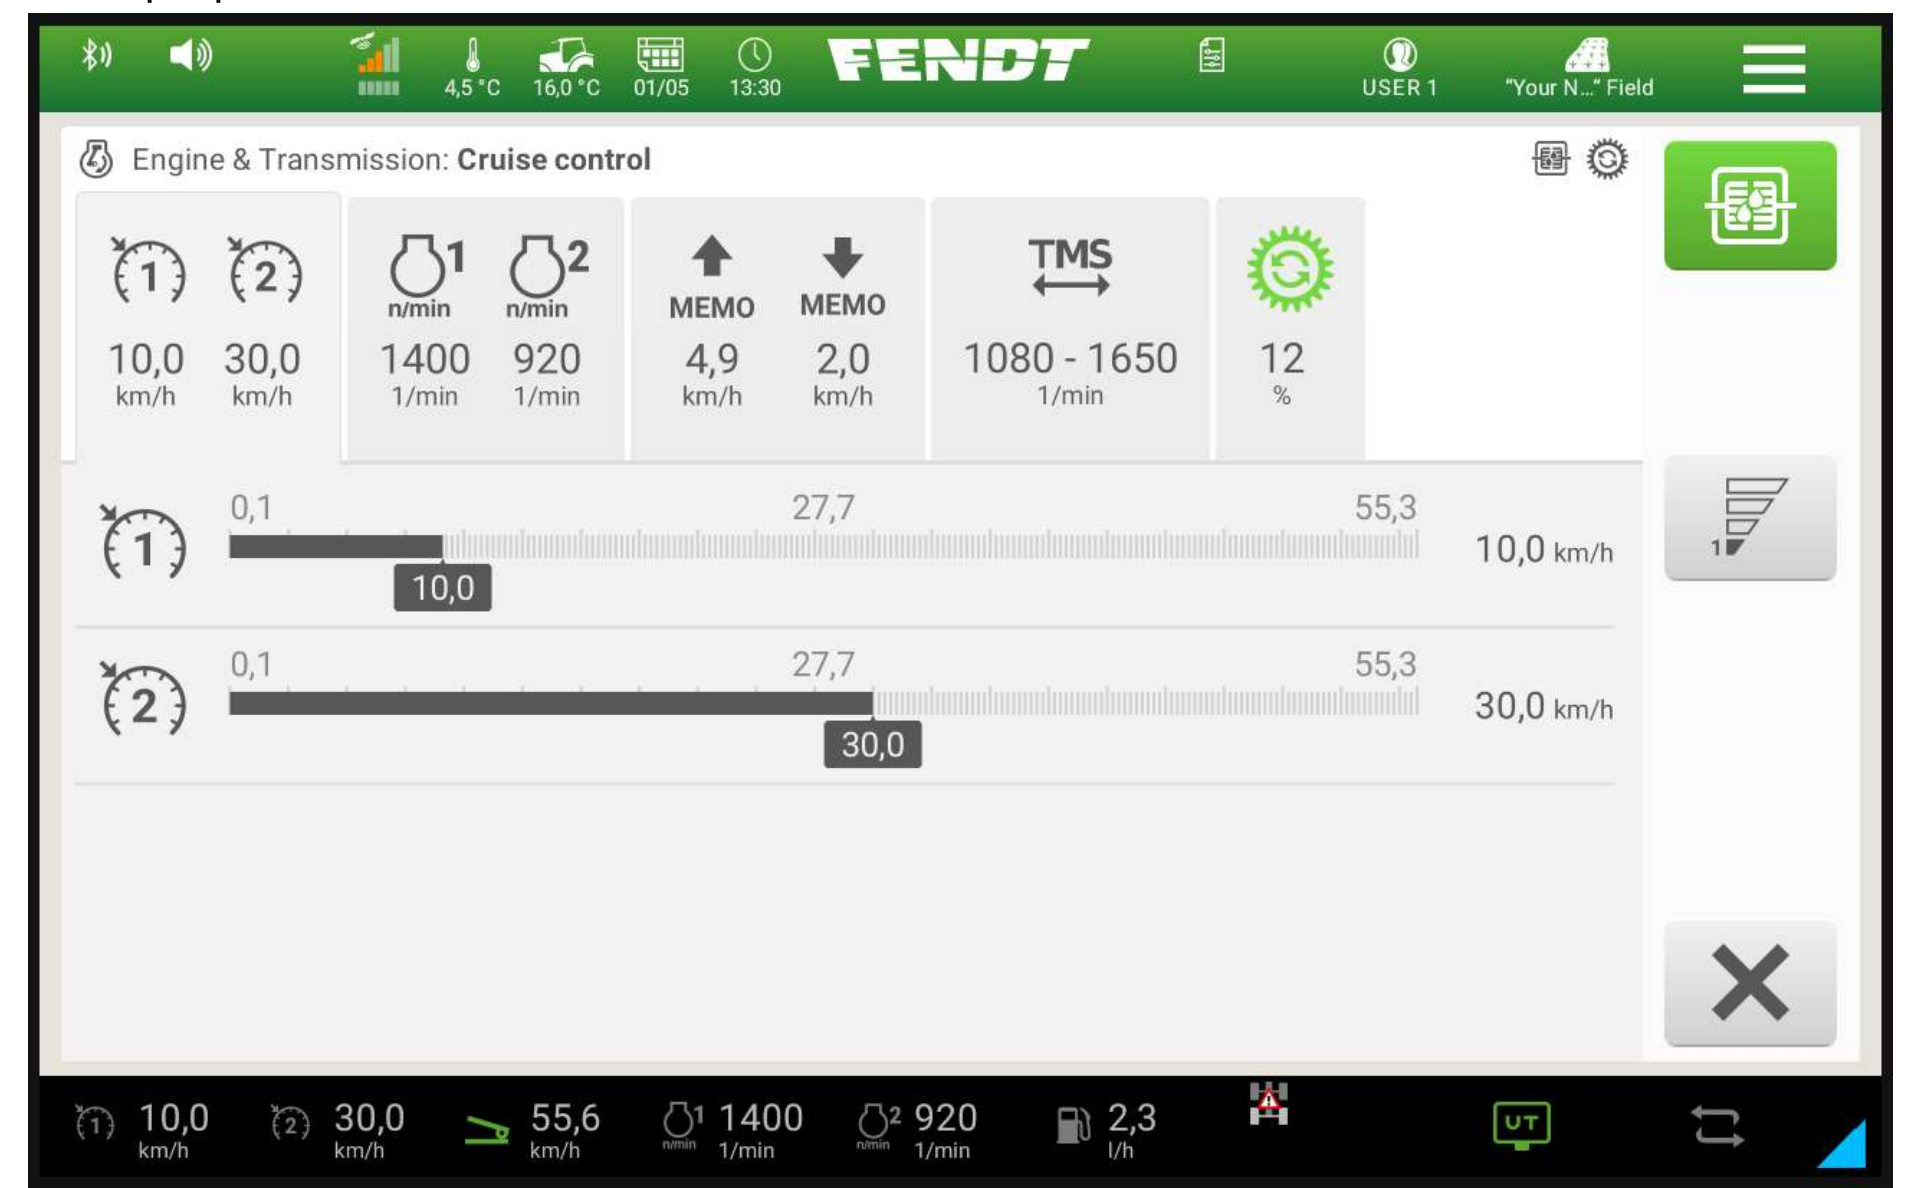 4,5 °C
16,0 °C
01/05
13:30
FENDT
USER 1
"Your N..." Field
Engine & Transmission: Cruise control
1 2
1 n/min 2 n/min
MEMO MEMO
TMS
10,0 km/h
30,0 km/h
1400 1/min
920 1/min
4,9 km/h
2,0 km/h
1080 - 1650 1/min
12 %
1
0,1 27,7 55,3
10,0
10,0 km/h
1
2
0,1 27,7 55,3
30,0
30,0 km/h
1 10,0 km/h
2 30,0 km/h
55,6 km/h
1 n/min 1400 1/min
2 n/min 920 1/min
2,3 l/h
UT